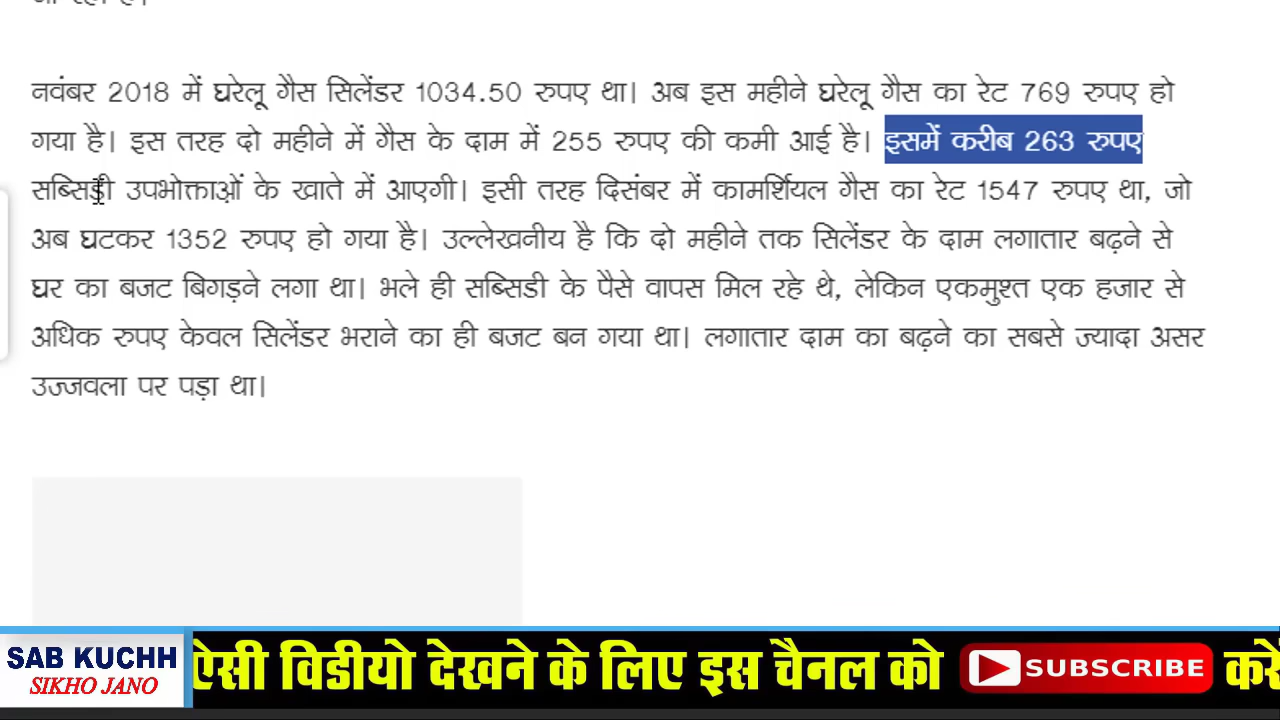 नवंबर 2018 में घरेलू गैस सिलेंडर 1034.50 रुपए था। अब इस महीने घरेलू गैस का रेट 769 रुपए हो
गया है। इस तरह दो महीने में गैस के दाम में 255 रुपए की कमी आई है। इसमें करीब 263 रुपए
सब्सिडी उपभोक्ताओं के खाते में आएगी। इसी तरह दिसंबर में कामर्शियल गैस का रेट 1547 रुपए था, जो
अब घटकर 1352 रुपए हो गया है। उल्लेखनीय है कि दो महीने तक सिलेंडर के दाम लगातार बढ़ने से
घर का बजट बिगड़ने लगा था। भले ही सब्सिडी के पैसे वापस मिल रहे थे, लेकिन एकमुश्त एक हजार से
अधिक रुपए केवल सिलेंडर भराने का ही बजट बन गया था। लगातार दाम का बढ़ने का सबसे ज्यादा असर
उज्जवला पर पड़ा था।
SAB KUCHH
SIKHO JANO
ऐसी विडीयो देखने के लिए इस चैनल को SUBSCRIBE करें